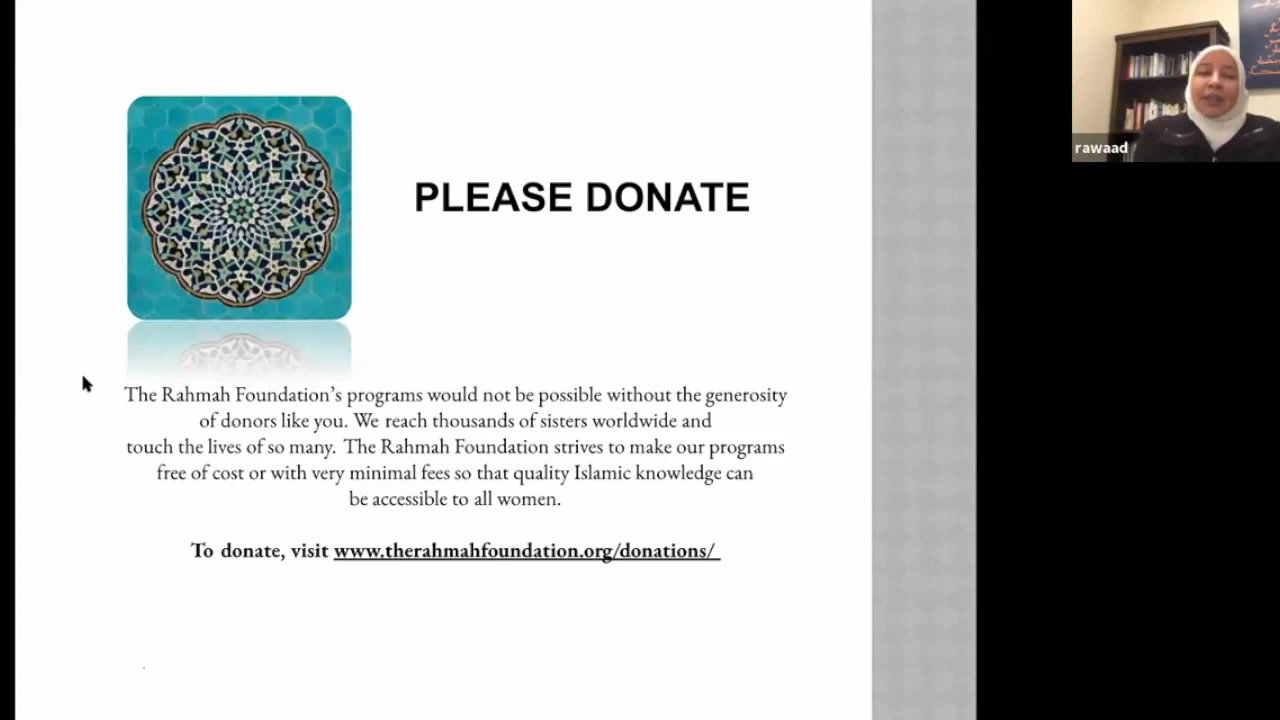 PLEASE DONATE
The Rahmah Foundation's programs would not be possible without the generosity
of donors like you. We reach thousands of sisters worldwide and
touch the lives of so many. The Rahmah Foundation strives to make our programs
free of cost or with very minimal fees so that quality Islamic knowledge can
be accessible to all women.
To donate, visit www.therahmahfoundation.org/donations/
rawaad